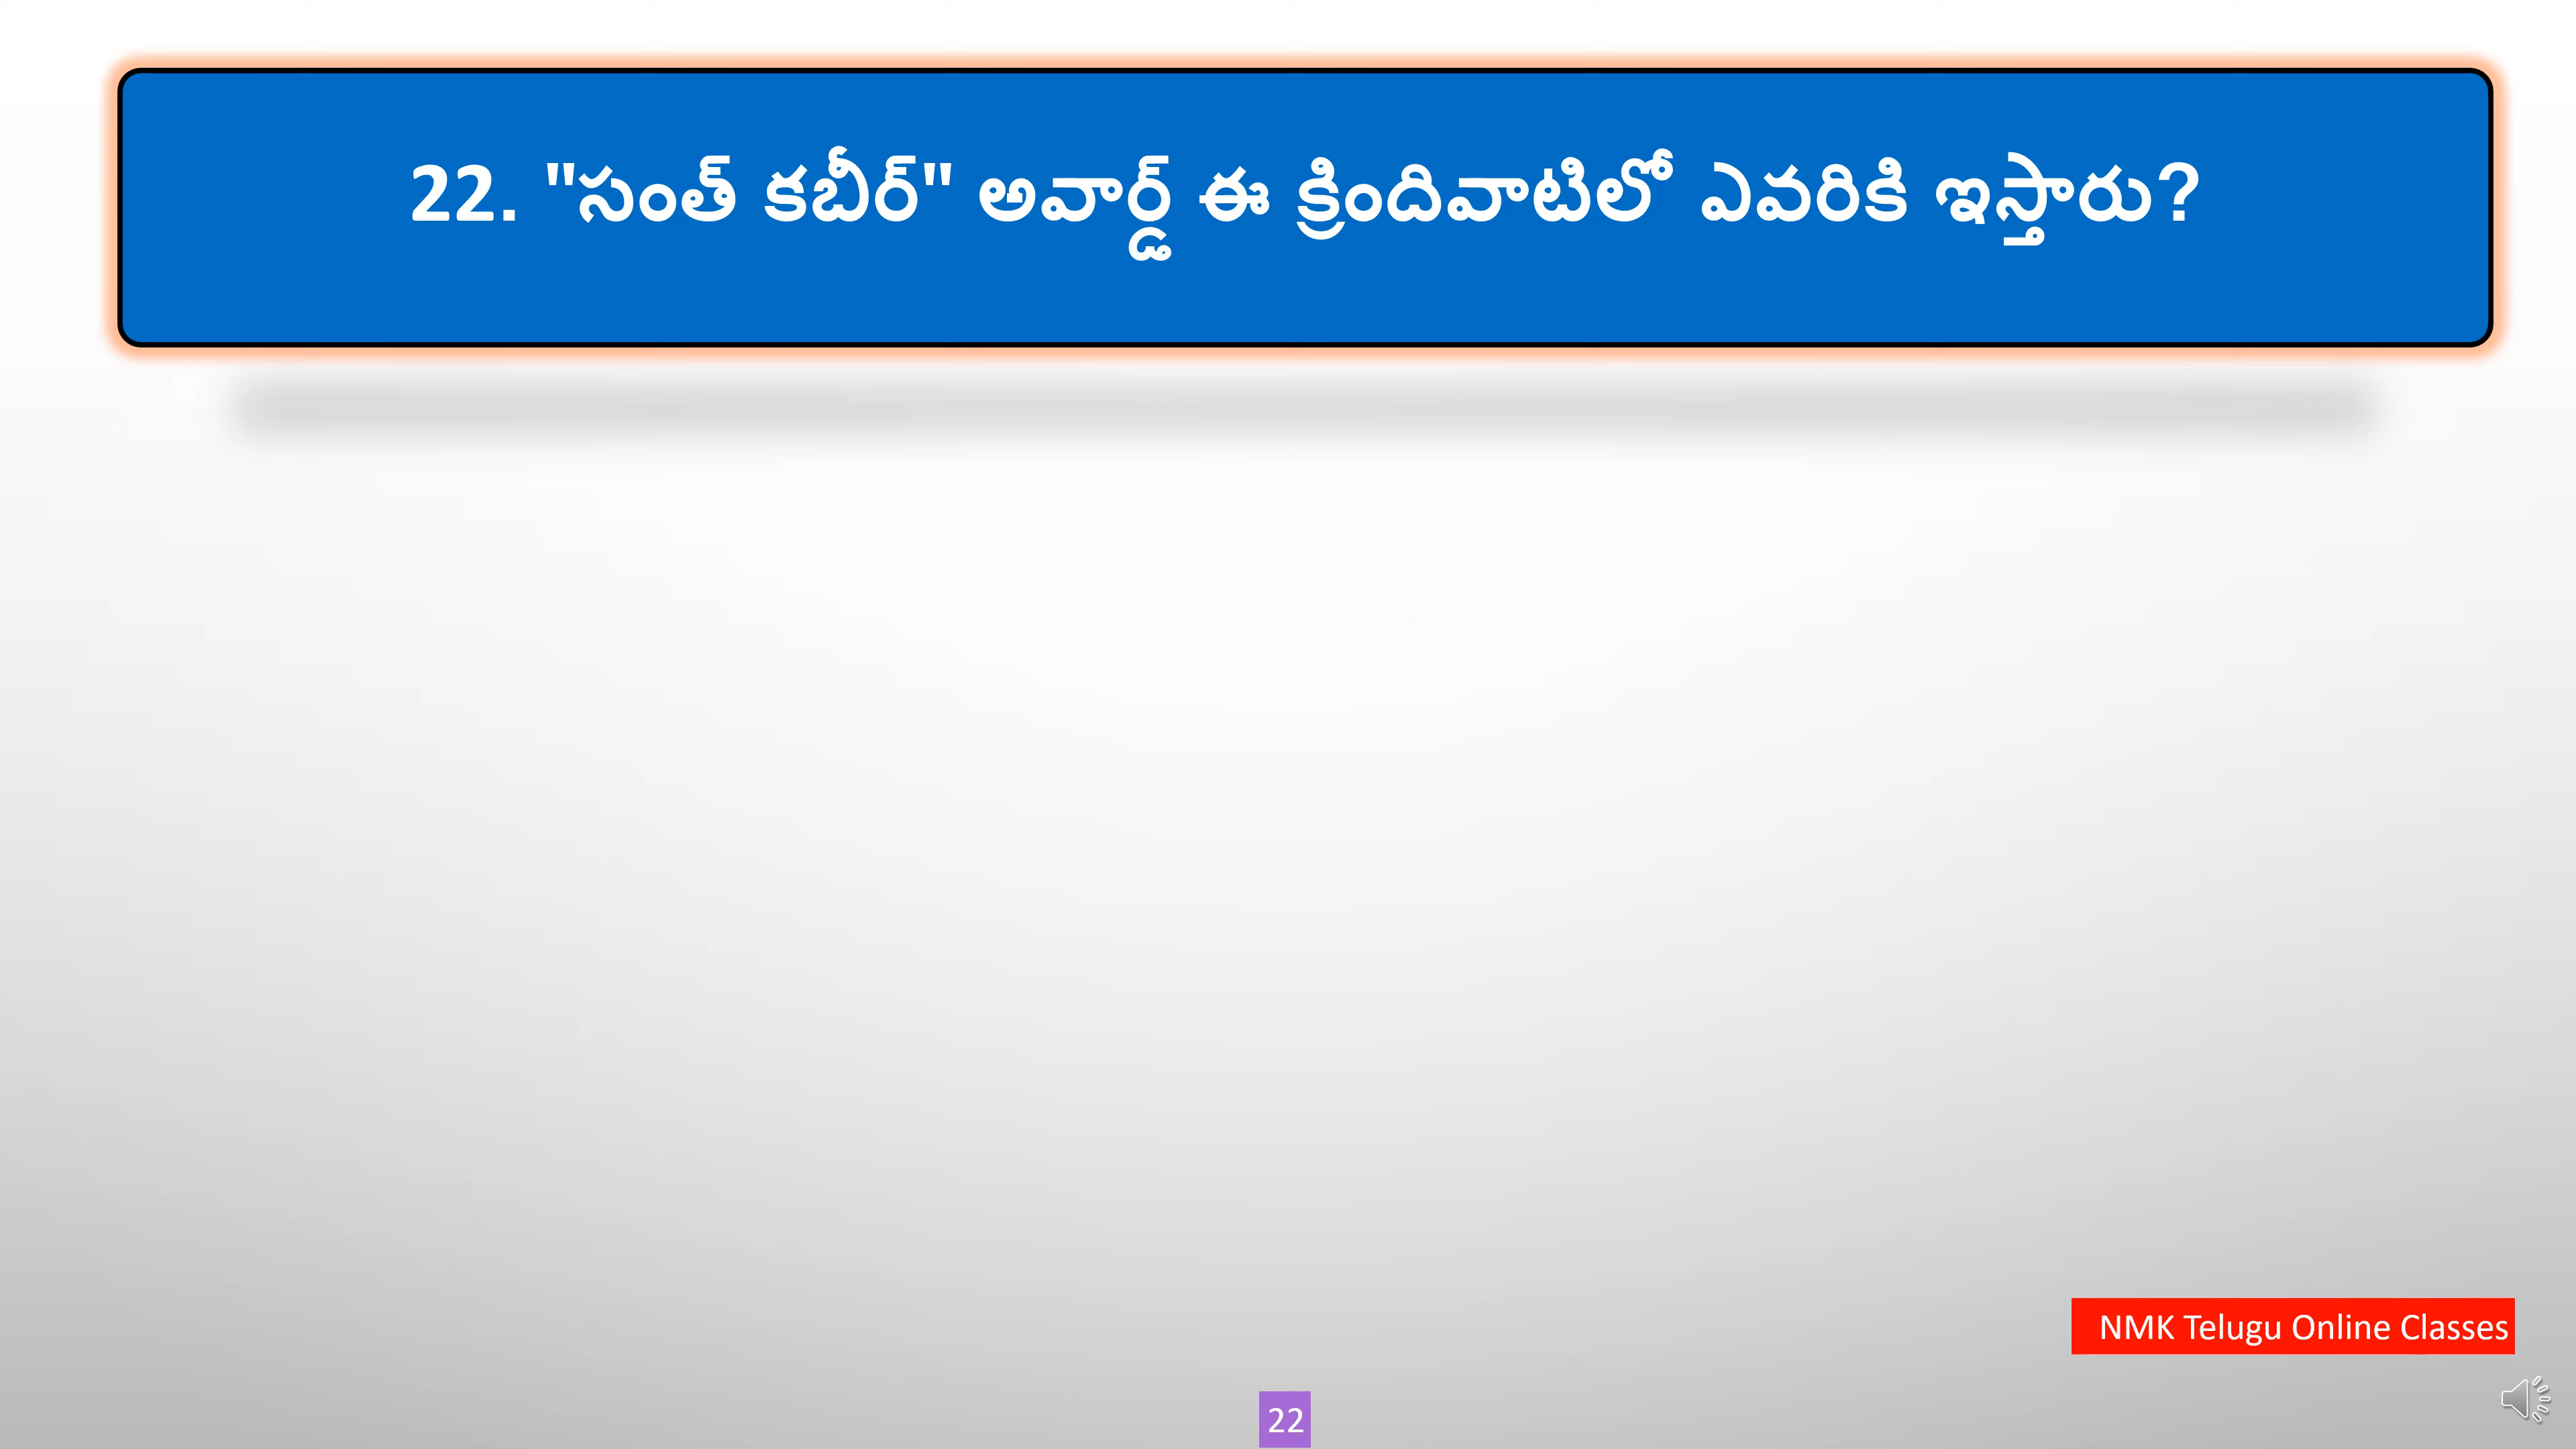 22. "సంత్ కబీర్" అవార్డ్ ఈ క్రిందివాటిలో ఎవరికి ఇస్తారు?
NMK Telugu Online Classes
22